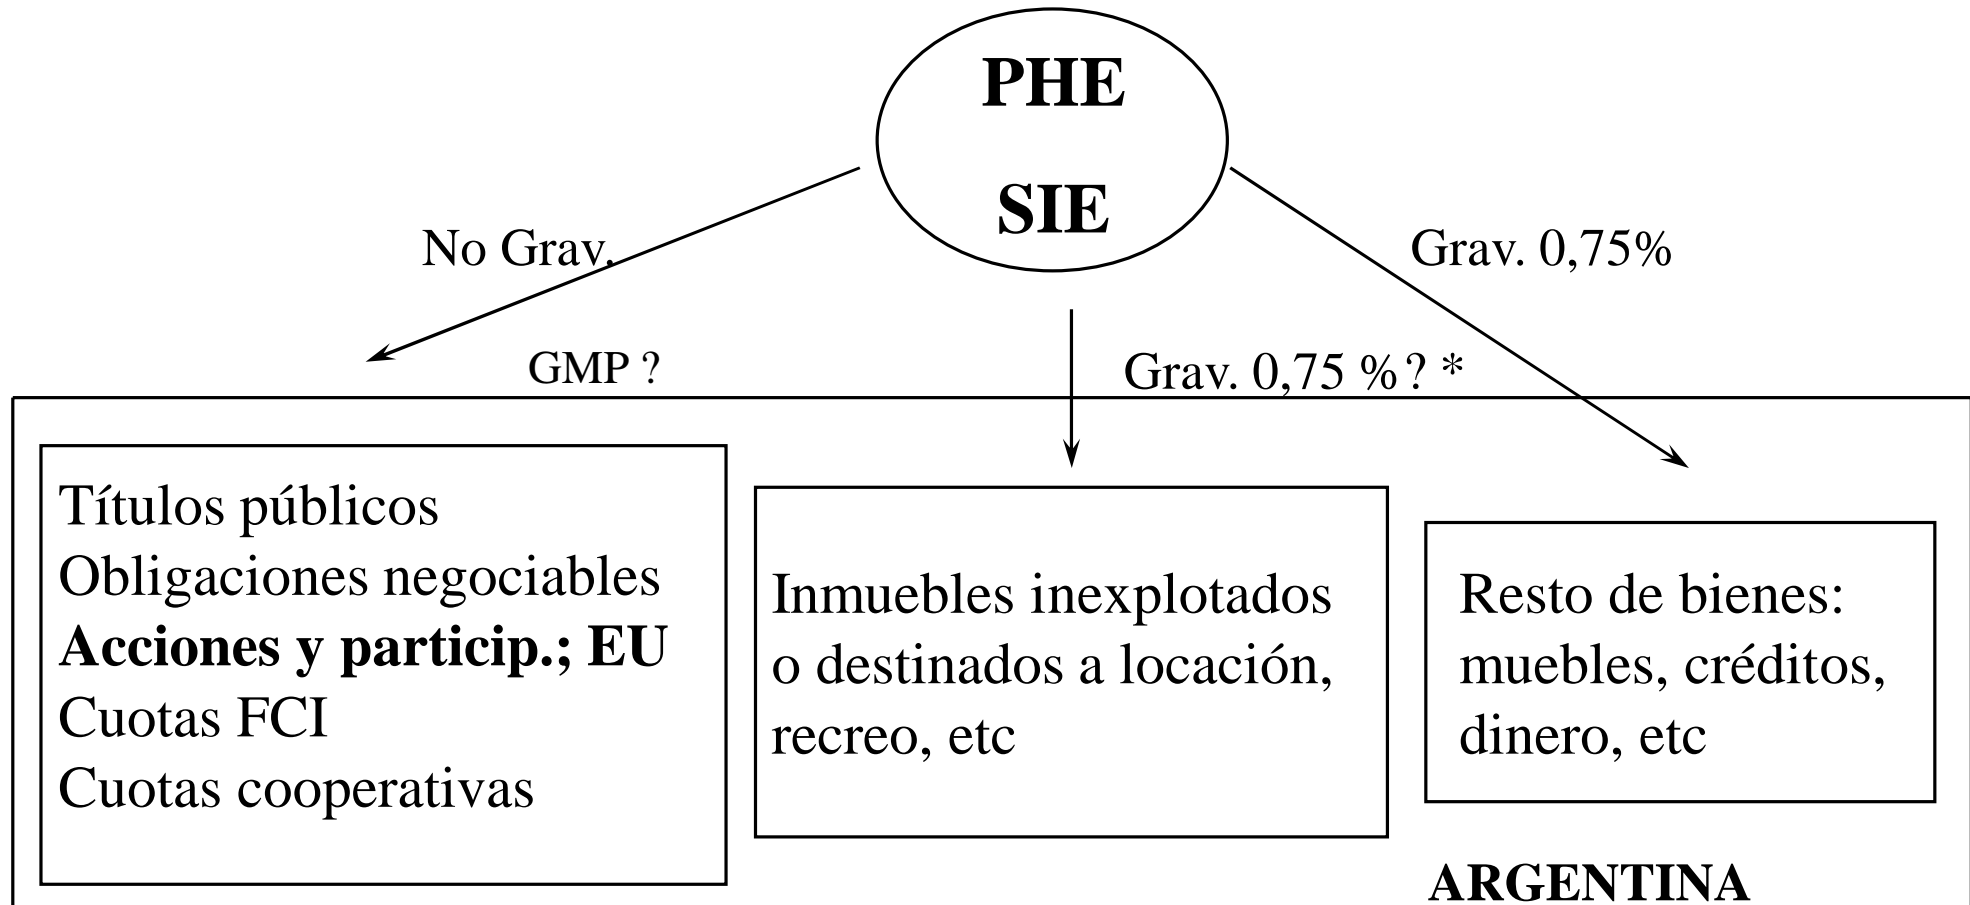 PHE
SIE
No Grav.
Grav. 0,75%
GMP ?
Grav. 0,75 % ? *
Títulos públicos
Obligaciones negociables
Acciones y particip.; EU
Cuotas FCI
Cuotas cooperativas
Inmuebles inexplotados
o destinados a locación,
recreo, etc
Resto de bienes:
muebles, créditos,
dinero, etc
ARGENTINA